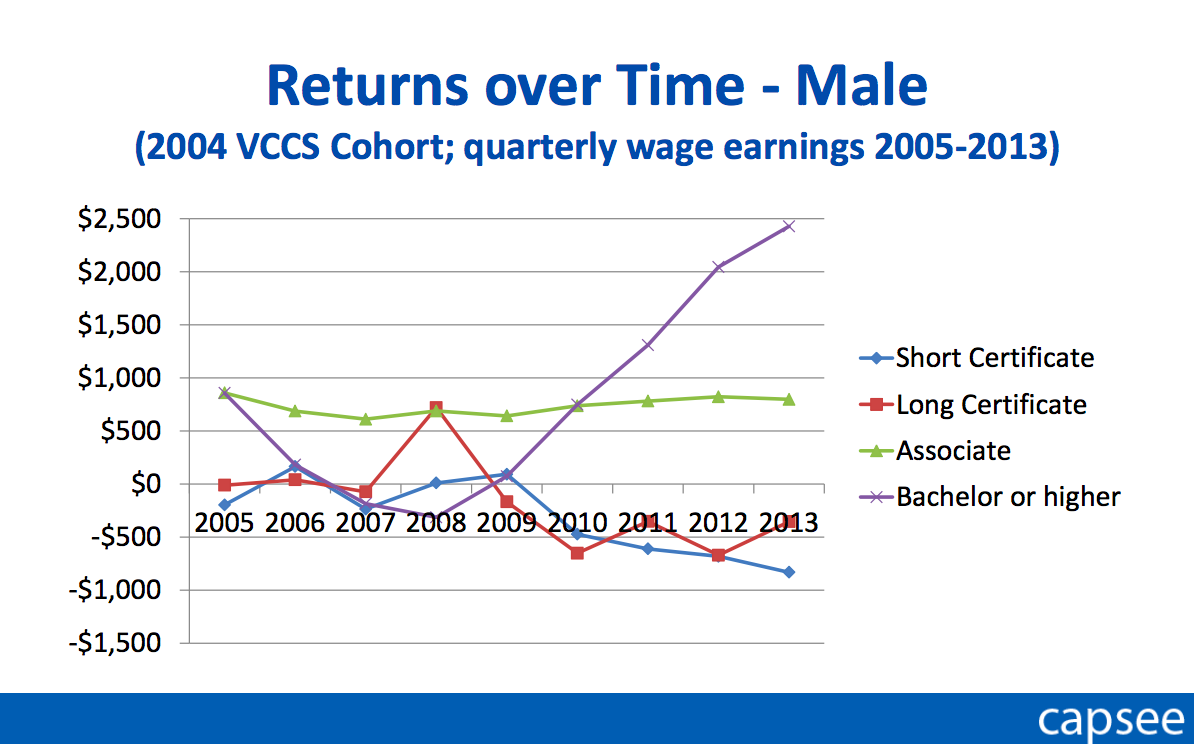 Returns over Time - Male
(2004 VCCS Cohort; quarterly wage earnings 2005-2013)
$2,500
$2,000
$1,500
$1,000
$500
$0
-$500
-$1,000
-$1,500
2005 2006 2007 2008 2009 2010 2011 2012 2013
Short Certificate
Long Certificate
Associate
Bachelor or higher
capsee